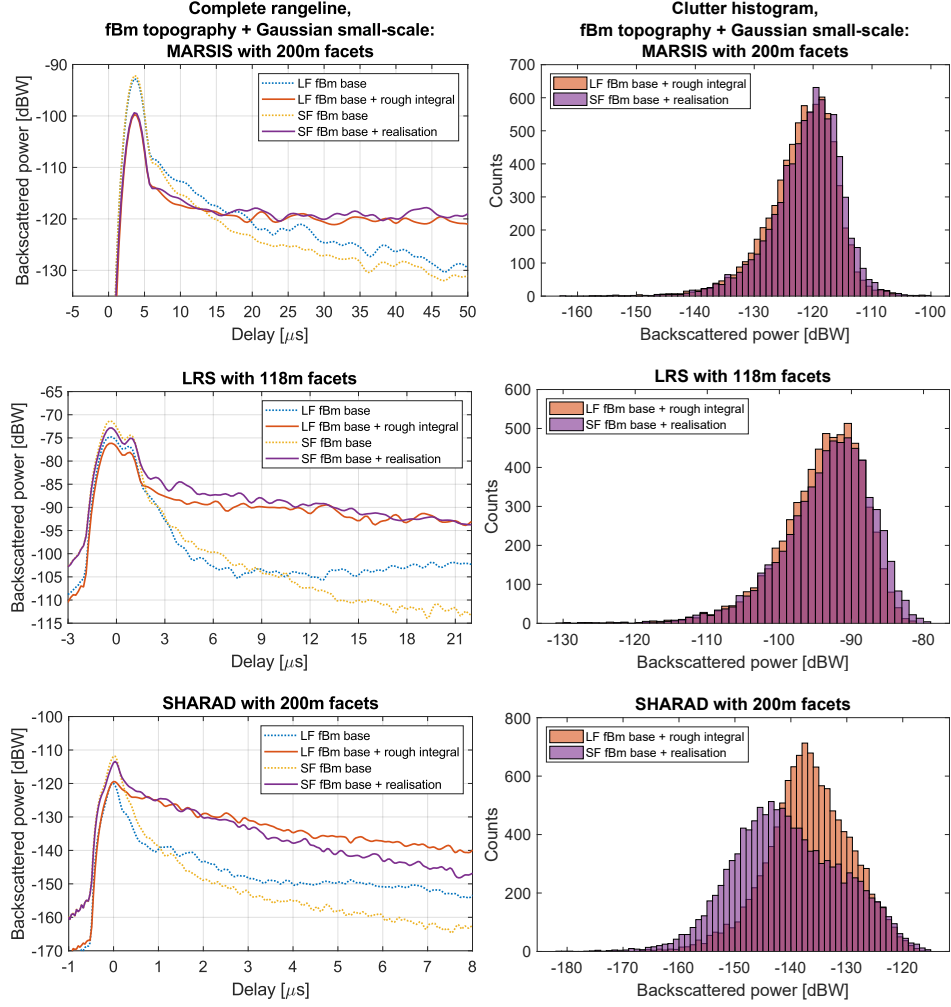 Complete rangeline,
fBm topography + Gaussian small-scale:
MARSIS with 200m facets
-90
-100
-110
-120
-130
Backscattered power [dBW]
LF fBm base
LF fBm base + rough integral
SF fBm base
SF fBm base + realisation
-5 0 5 10 15 20 25 30 35 40 45 50
Delay [μs]
Clutter histogram,
fBm topography + Gaussian small-scale:
MARSIS with 200m facets
700
600
500
400
300
200
100
0
Counts
LF fBm base + rough integral
SF fBm base + realisation
-160 -150 -140 -130 -120 -110 -100
Backscattered power [dBW]
LRS with 118m facets
-65
-70
-75
-80
-85
-90
-95
-100
-105
-110
-115
Backscattered power [dBW]
LF fBm base
LF fBm base + rough integral
SF fBm base
SF fBm base + realisation
-3 0 3 6 9 12 15 18 21
Delay [μs]
LRS with 118m facets
600
500
400
300
200
100
0
Counts
LF fBm base + rough integral
SF fBm base + realisation
-130 -120 -110 -100 -90 -80
Backscattered power [dBW]
SHARAD with 200m facets
-100
-110
-120
-130
-140
-150
-160
-170
Backscattered power [dBW]
LF fBm base
LF fBm base + rough integral
SF fBm base
SF fBm base + realisation
-1 0 1 2 3 4 5 6 7 8
Delay [μs]
SHARAD with 200m facets
800
600
400
200
0
Counts
LF fBm base + rough integral
SF fBm base + realisation
-180 -170 -160 -150 -140 -130 -120
Backscattered power [dBW]